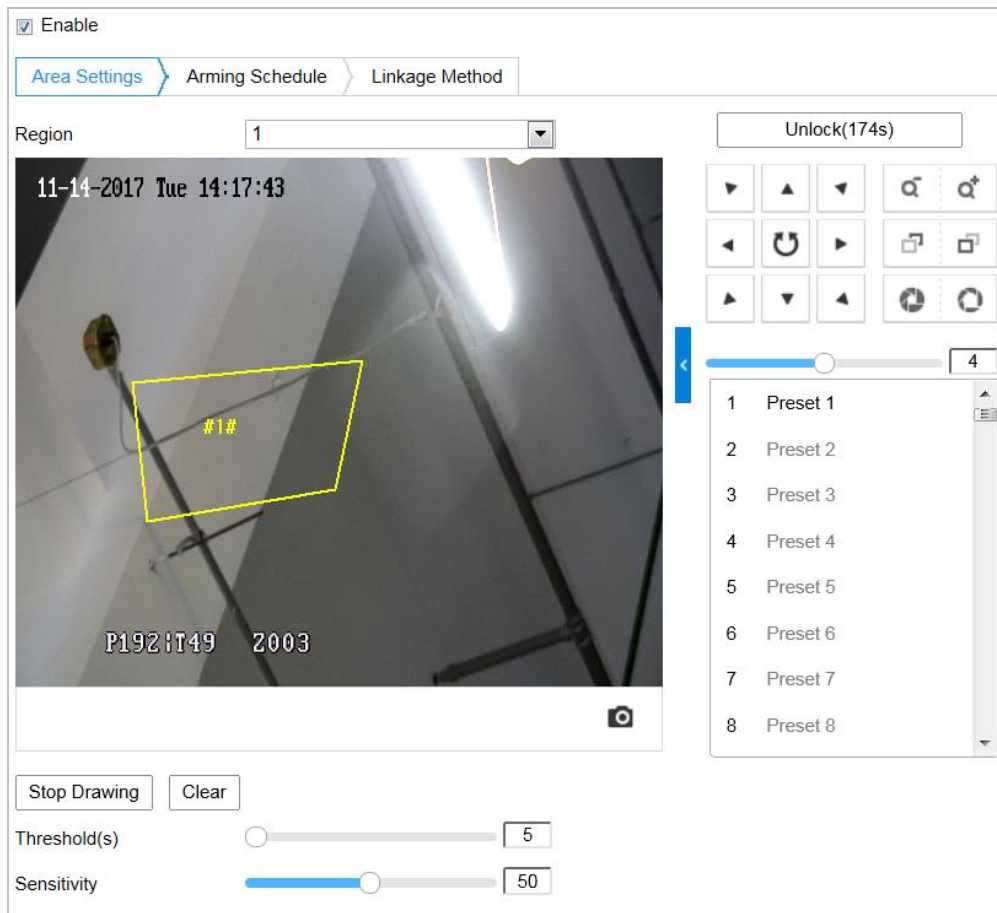 Enable
Area Settings
Arming Schedule
Linkage Method
Region
1
Unlock(174s)
11-14-2017 Tue 14:17:43
#1#
P192:T49 Z003
4
1 Preset 1
2 Preset 2
3 Preset 3
4 Preset 4
5 Preset 5
6 Preset 6
7 Preset 7
8 Preset 8
Stop Drawing
Clear
Threshold(s)
5
Sensitivity
50